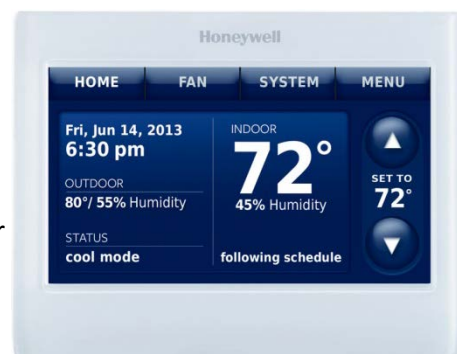 Honeywell
HOME FAN SYSTEM MENU
Fri, Jun 14, 2013
6:30 pm
OUTDOOR
80°/ 55% Humidity
STATUS
cool mode
INDOOR
72°
45% Humidity
following schedule
SET TO
72°
r